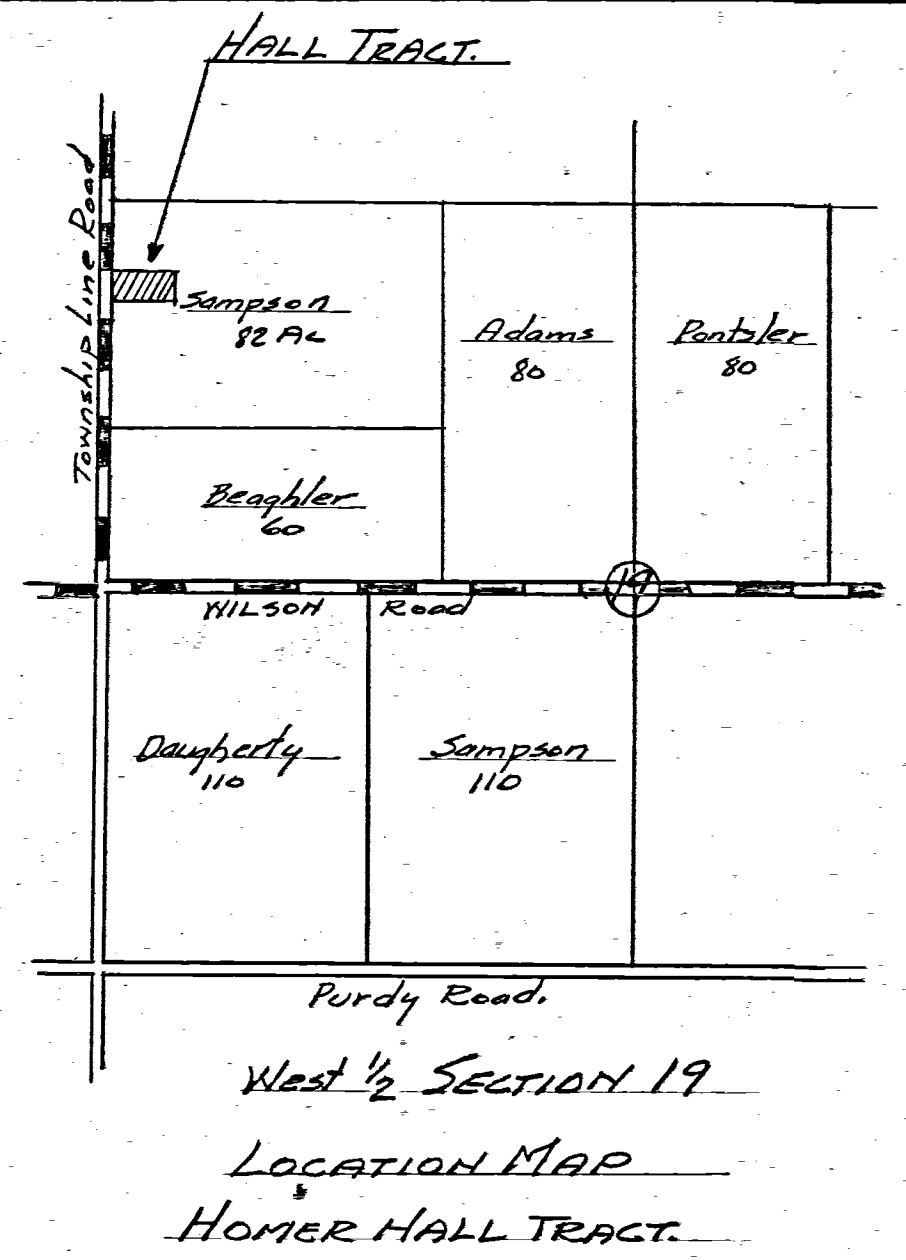 HALL TRACT.
Township Line Road
Sampson
82 Ac
Adams
80
Pontsler
80
Beaghler
60
19
WILSON Road
Daugherty
110
Sampson
110
Purdy Road.
West 1/2 SECTION 19
LOCATION MAP
HOMER HALL TRACT.